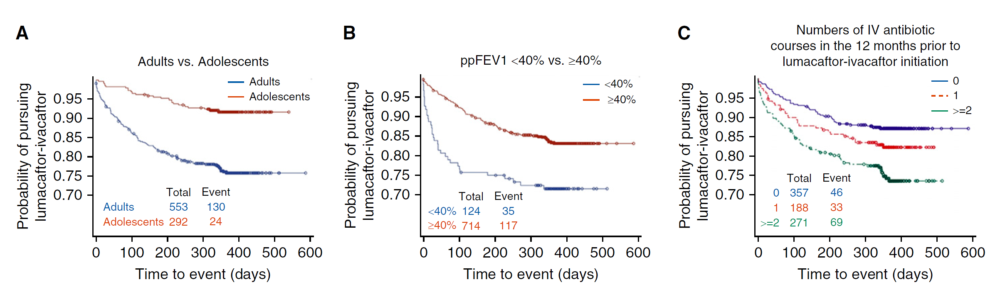 A
Adults vs. Adolescents
Probability of pursuing
lumacaftor-ivacaftor
0.95
0.90
0.85
0.80
0.75
0.70
Adults
Adolescents
Total Event
Adults 553 130
Adolescents 292 24
0 100 200 300 400 500 600
Time to event (days)
B
ppFEV1 <40% vs. ≥40%
Probability of pursuing
lumacaftor-ivacaftor
0.95
0.90
0.85
0.80
0.75
0.70
<40%
≥40%
Total Event
<40% 124 35
≥40% 714 117
0 100 200 300 400 500 600
Time to event (days)
C
Numbers of IV antibiotic
courses in the 12 months prior to
lumacaftor-ivacaftor initiation
Probability of pursuing
lumacaftor-ivacaftor
0.95
0.90
0.85
0.80
0.75
0.70
0
1
>=2
Total Event
0 357 46
1 188 33
>=2 271 69
0 100 200 300 400 500 600
Time to event (days)